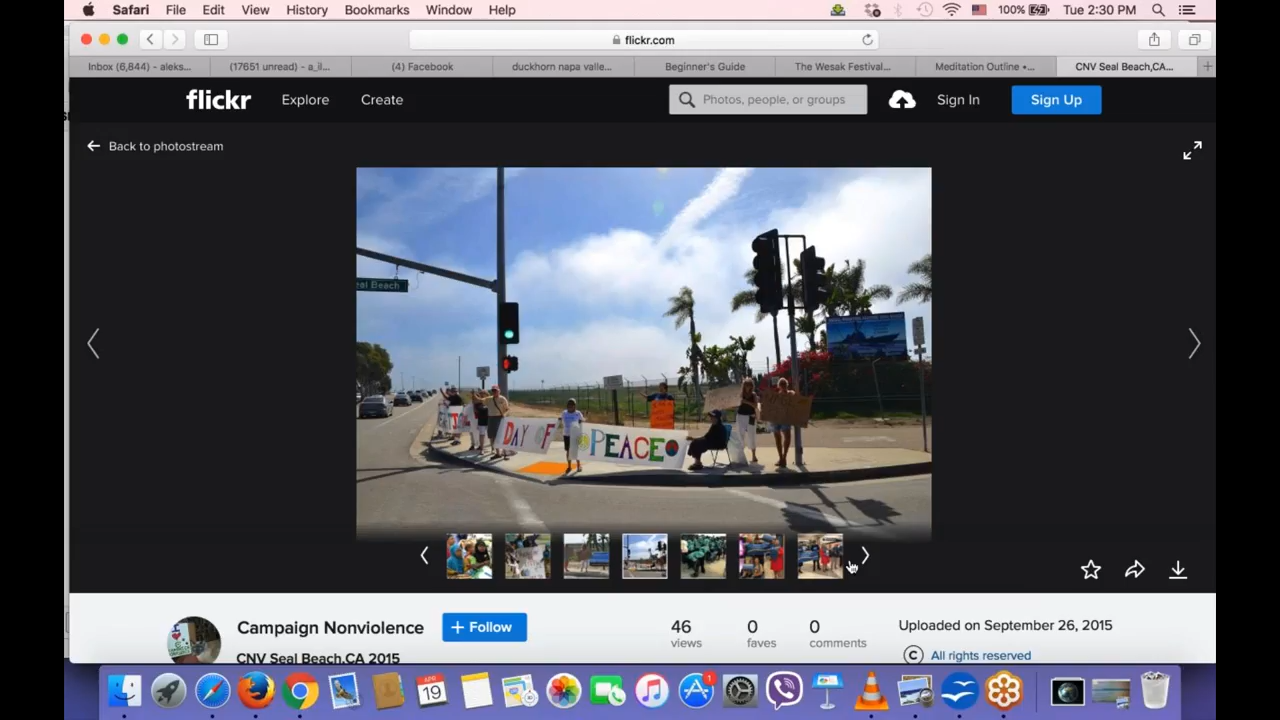 Safari File Edit View History Bookmarks Window Help 100% Tue 2:30 PM
flickr.com
Inbox (6,844) – aleks... (17651 unread) - a_il... (4) Facebook duckhorn napa valle... Beginner's Guide The Wesak Festival... Meditation Outline •... CNV Seal Beach,CA...
flickr Explore Create Photos, people, or groups Sign In Sign Up
Back to photostream
eal Beach
DAY OF PEACE
Campaign Nonviolence + Follow 46 views 0 faves 0 comments Uploaded on September 26, 2015
CNV Seal Beach,CA 2015 All rights reserved
APR
19
1